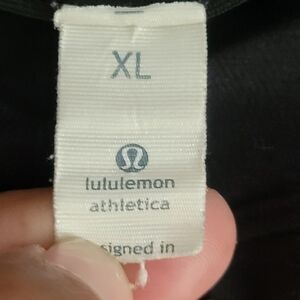 XL
lululemon
athletica
signed in